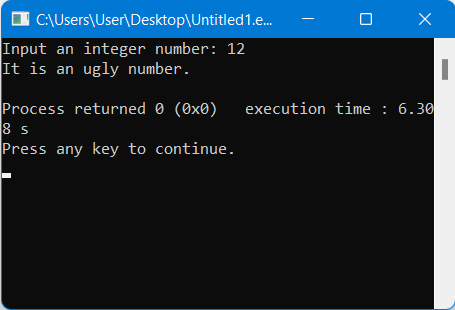 C:\Users\User\Desktop\Untitled1.e...
Input an integer number: 12
It is an ugly number.
Process returned 0 (0x0)   execution time : 6.30
8 s
Press any key to continue.